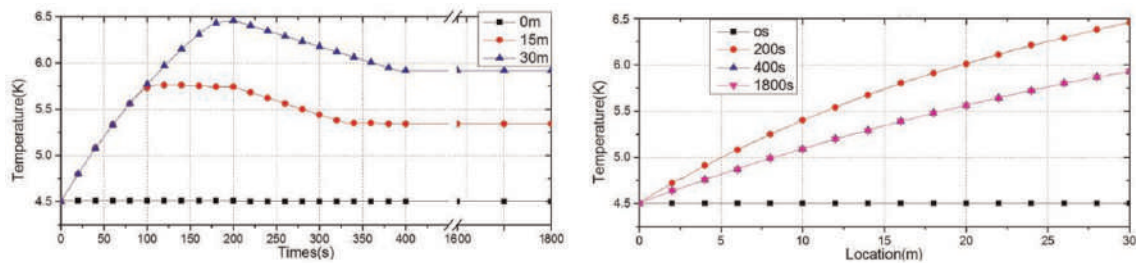 6.5
6.0
5.5
5.0
4.5
Temperature(K)
0m
15m
30m
0 50 100 150 200 250 300 350 400 1600 1800
Times(s)
6.5
6.0
5.5
5.0
4.5
Temperature(K)
os
200s
400s
1800s
0 5 10 15 20 25 30
Location(m)